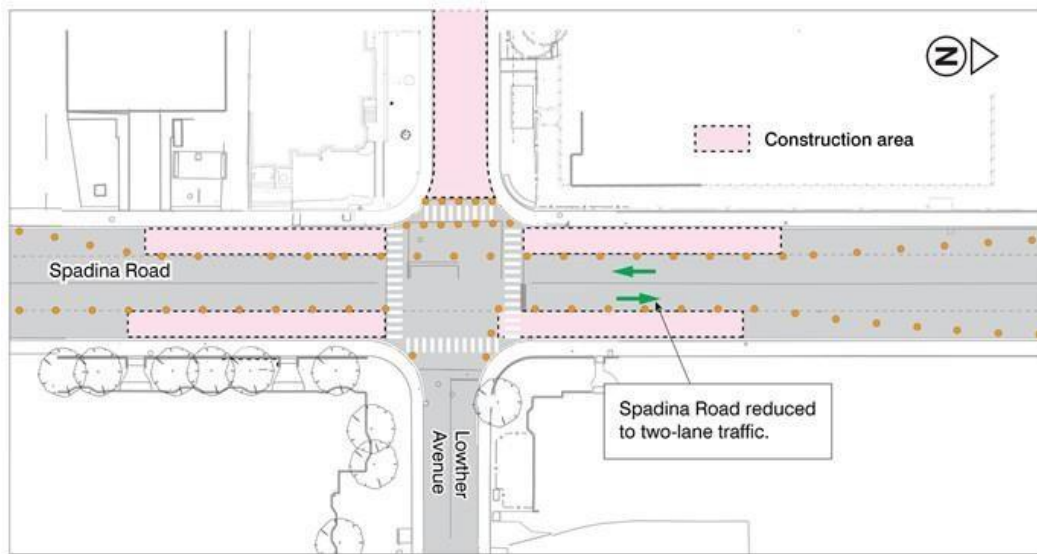 N
Construction area
Spadina Road
Spadina Road reduced
to two-lane traffic.
Lowther
Avenue